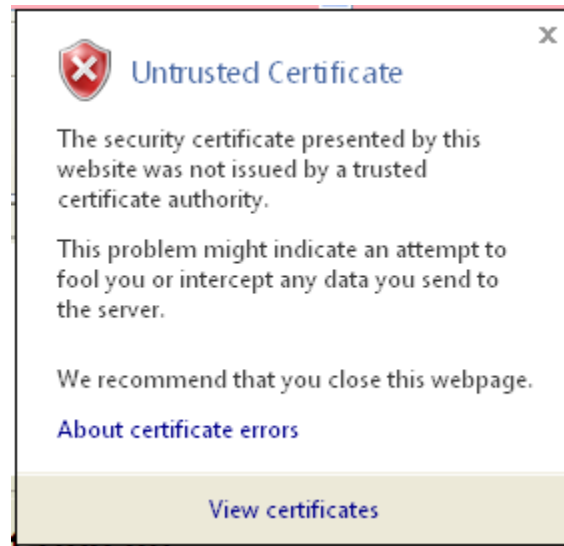 x
Untrusted Certificate
The security certificate presented by this
website was not issued by a trusted
certificate authority.
This problem might indicate an attempt to
fool you or intercept any data you send to
the server.
We recommend that you close this webpage.
About certificate errors
View certificates